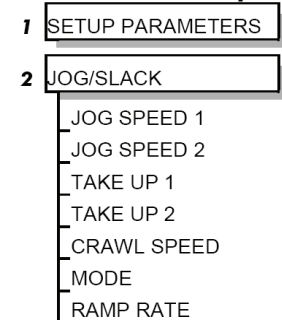 1 SETUP PARAMETERS
2 JOG/SLACK
JOG SPEED 1
JOG SPEED 2
TAKE UP 1
TAKE UP 2
CRAWL SPEED
MODE
RAMP RATE